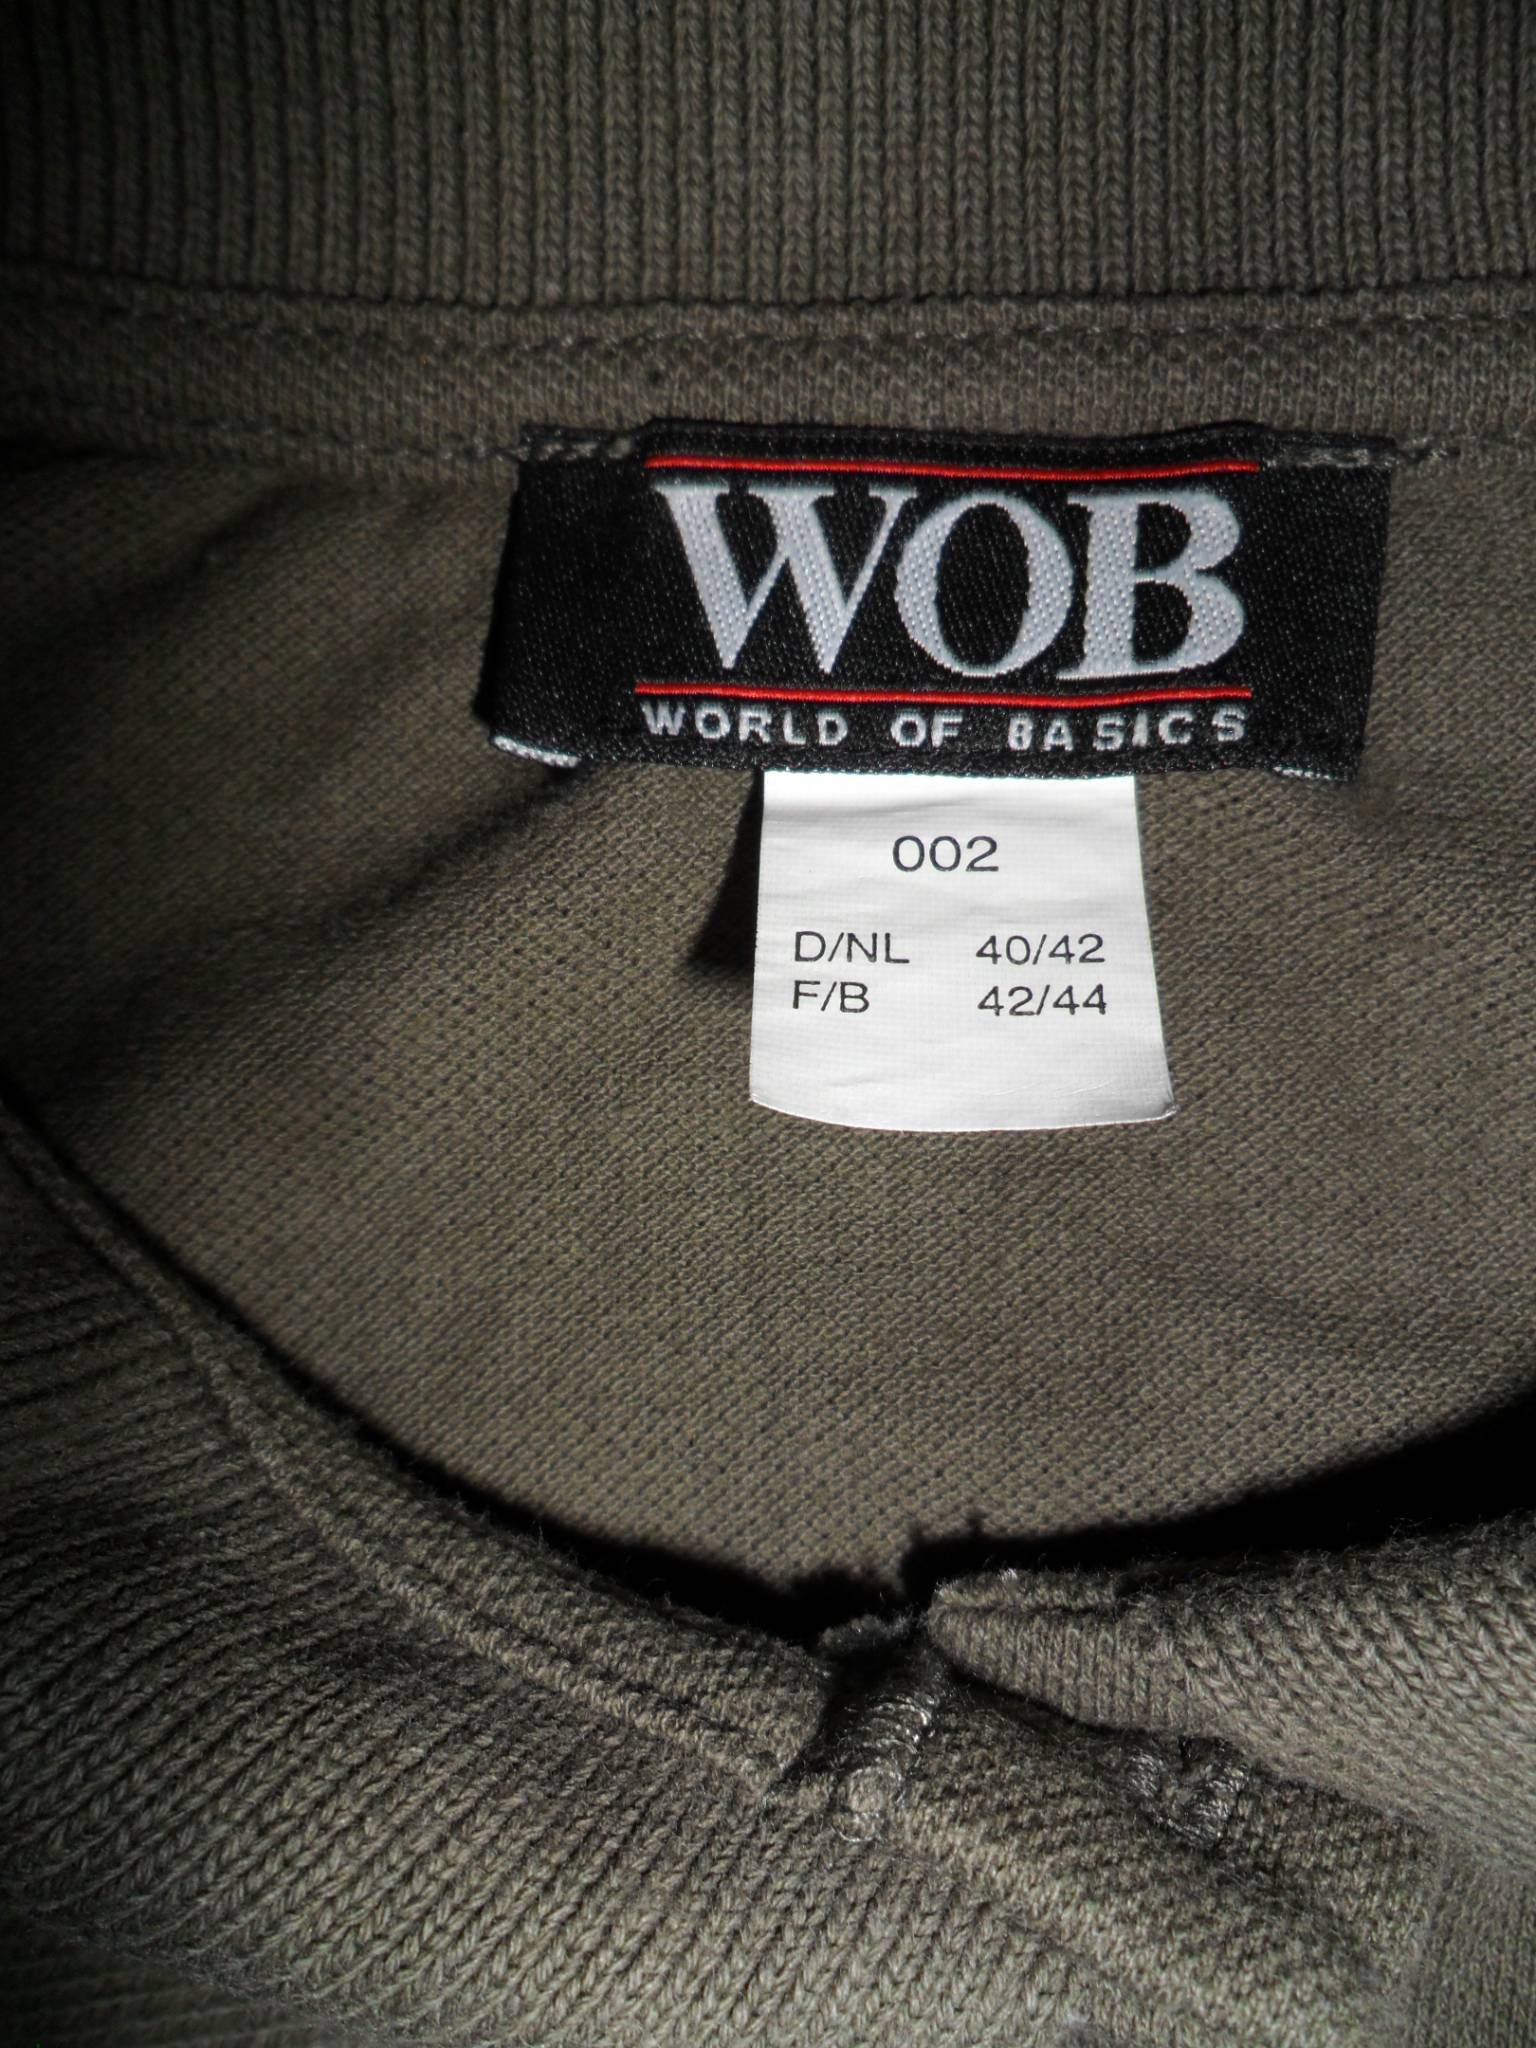 WOB
WORLD OF BASICS
002
D/NL 40/42
F/B 42/44